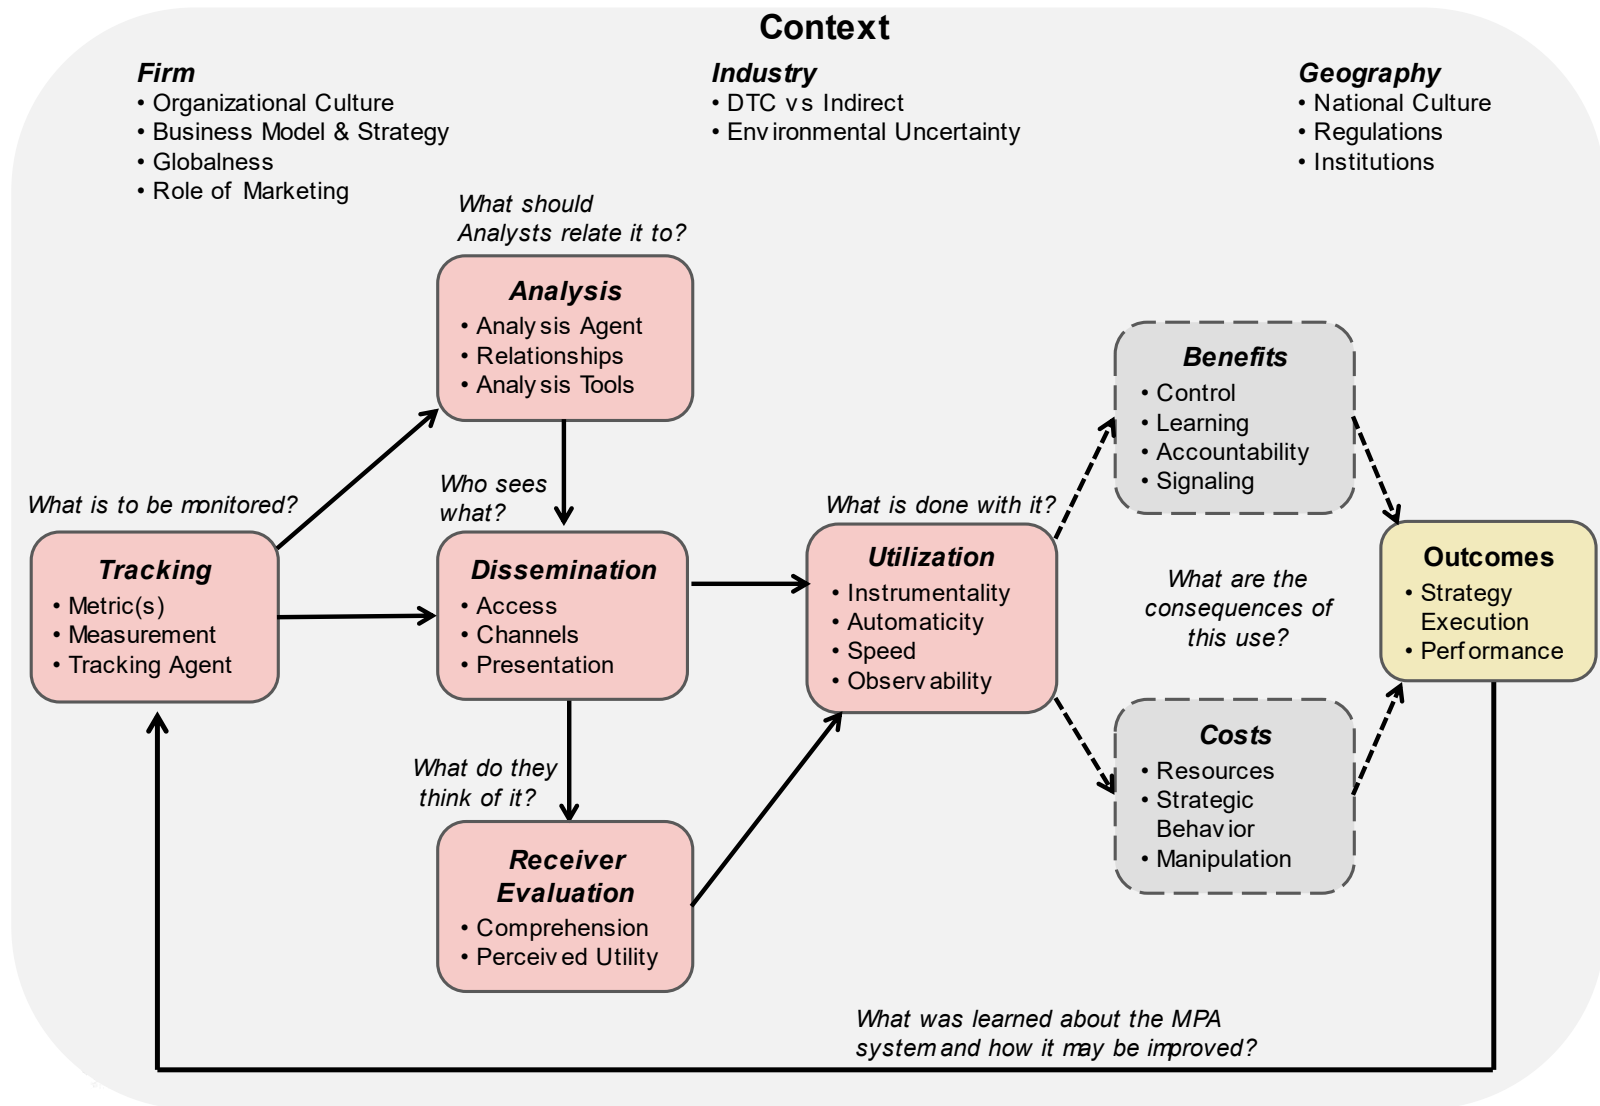 Context
Firm
• Organizational Culture
• Business Model & Strategy
• Globalness
• Role of Marketing
Industry
• DTC vs Indirect
• Environmental Uncertainty
Geography
• National Culture
• Regulations
• Institutions
What should
Analysts relate it to?
Analysis
• Analysis Agent
• Relationships
• Analysis Tools
What is to be monitored?
Tracking
• Metric(s)
• Measurement
• Tracking Agent
Who sees
what?
Dissemination
• Access
• Channels
• Presentation
What do they
think of it?
Receiver
Evaluation
• Comprehension
• Perceived Utility
What is done with it?
Utilization
• Instrumentality
• Automaticity
• Speed
• Observability
Benefits
• Control
• Learning
• Accountability
• Signaling
What are the
consequences of
this use?
Costs
• Resources
• Strategic
Behavior
• Manipulation
Outcomes
• Strategy
Execution
• Performance
What was learned about the MPA
system and how it may be improved?